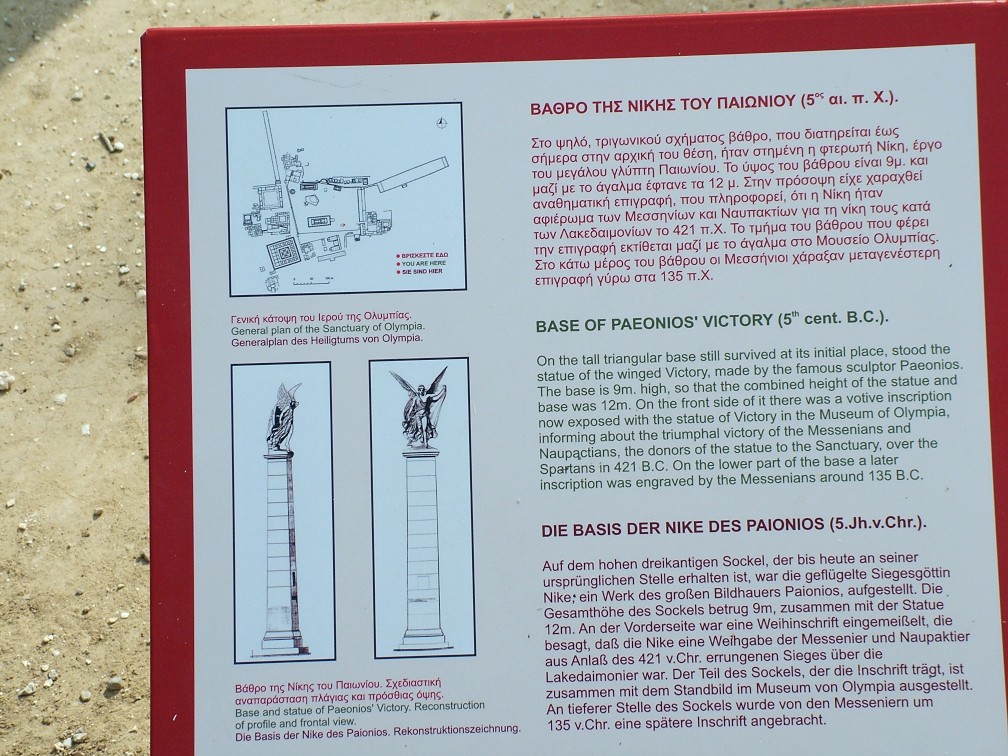 ΒΡΙΣΚΕΣΤΕ ΕΔΩ
YOU ARE HERE
SIE SIND HIER
Γενική κάτοψη του Ιερού της Ολυμπίας.
General plan of the Sanctuary of Olympia.
Generalplan des Heiligtums von Olympia.
Βάθρο της Νίκης του Παιωνίου. Σχεδιαστική
αναπαράσταση πλάγιας και πρόσθιας όψης.
Base and statue of Paeonios' Victory. Reconstruction
of profile and frontal view.
Die Basis der Nike des Paionios. Rekonstruktionszeichnung.
ΒΑΘΡΟ ΤΗΣ ΝΙΚΗΣ ΤΟΥ ΠΑΙΩΝΙΟΥ (5ος αι. π. Χ.).
Στο ψηλό, τριγωνικού σχήματος βάθρο, που διατηρείται έως
σήμερα στην αρχική του θέση, ήταν στημένη η φτερωτή Νίκη, έργο
του μεγάλου γλύπτη Παιωνίου. Το ύψος του βάθρου είναι 9μ. και
μαζί με το άγαλμα έφτανε τα 12 μ. Στην πρόσοψη είχε χαραχθεί
αναθηματική επιγραφή, που πληροφορεί, ότι η Νίκη ήταν
αφιέρωμα των Μεσσηνίων και Ναυπακτίων για τη νίκη τους κατά
των Λακεδαιμονίων το 421 π.Χ. Το τμήμα του βάθρου που φέρει
την επιγραφή εκτίθεται μαζί με το άγαλμα στο Μουσείο Ολυμπίας.
Στο κάτω μέρος του βάθρου οι Μεσσήνιοι χάραξαν μεταγενέστερη
επιγραφή γύρω στα 135 π.Χ.
BASE OF PAEONIOS' VICTORY (5th cent. B.C.).
On the tall triangular base still survived at its initial place, stood the
statue of the winged Victory, made by the famous sculptor Paeonios.
The base is 9m. high, so that the combined height of the statue and
base was 12m. On the front side of it there was a votive inscription
now exposed with the statue of Victory in the Museum of Olympia,
informing about the triumphal victory of the Messenians and
Naupactians, the donors of the statue to the Sanctuary, over the
Spartans in 421 B.C. On the lower part of the base a later
inscription was engraved by the Messenians around 135 B.C.
DIE BASIS DER NIKE DES PAIONIOS (5.Jh.v.Chr.).
Auf dem hohen dreikantigen Sockel, der bis heute an seiner
ursprünglichen Stelle erhalten ist, war die geflügelte Siegesgöttin
Nike, ein Werk des großen Bildhauers Paionios, aufgestellt. Die
Gesamthöhe des Sockels betrug 9m, zusammen mit der Statue
12m. An der Vorderseite war eine Weihinschrift eingemeißelt, die
besagt, daß die Nike eine Weihgabe der Messenier und Naupaktier
aus Anlaß des 421 v.Chr. errungenen Sieges über die
Lakedaimonier war. Der Teil des Sockels, der die Inschrift trägt, ist
zusammen mit dem Standbild im Museum von Olympia ausgestellt.
An tieferer Stelle des Sockels wurde von den Messeniern um
135 v.Chr. eine spätere Inschrift angebracht.